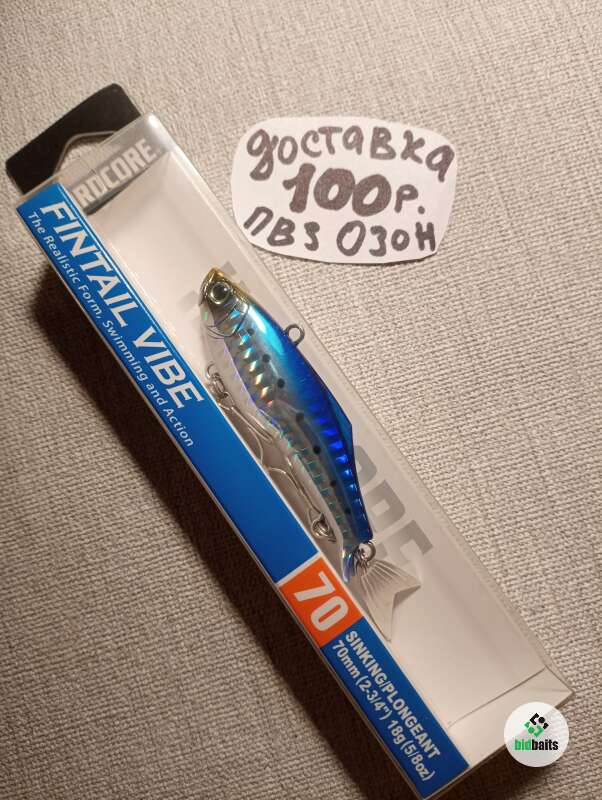 доставка
100р.
ПВЗ ОЗОН
RDCORE.
FINTAIL VIBE
The Realistic Form, Swimming and Action
70
SINKING/PLONGEANT
70mm (2-3/4") 18g (5/8oz)
bidbaits